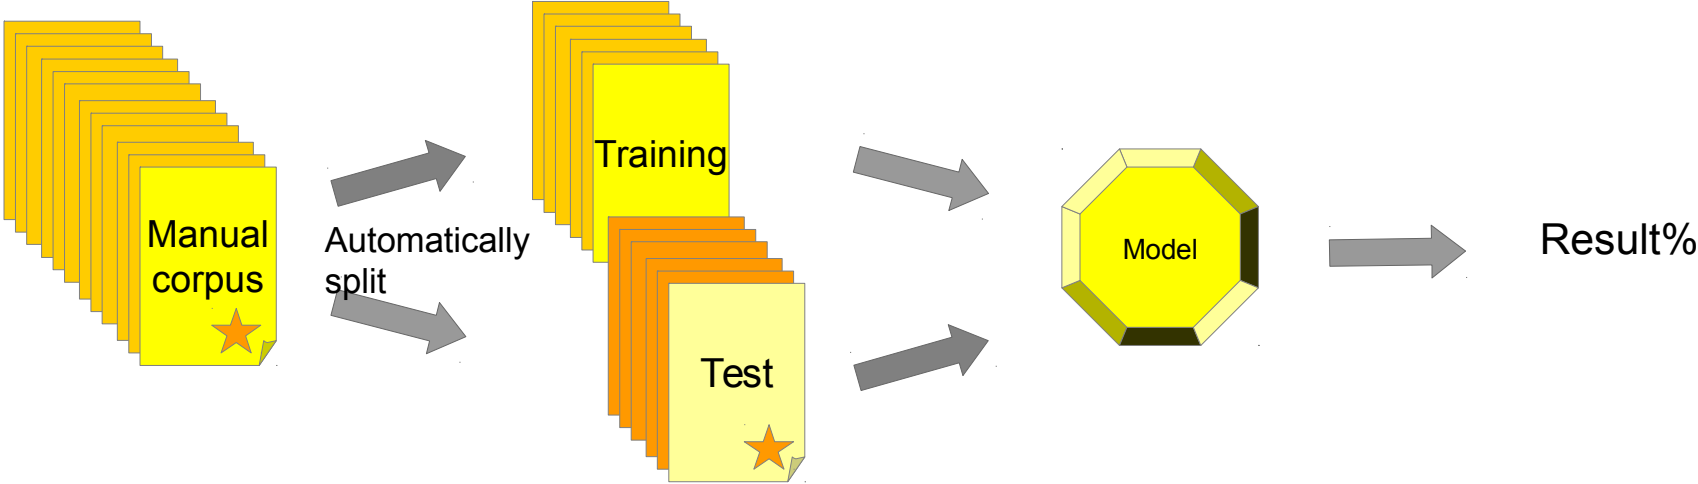 Manual
corpus
Automatically
split
Training
Test
Model
Result%